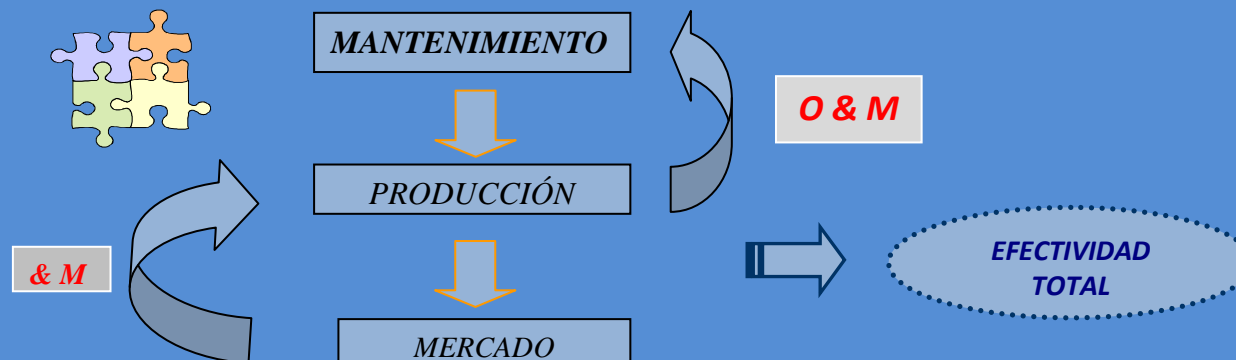 MANTENIMIENTO
O & M
PRODUCCIÓN
& M
EFECTIVIDAD
TOTAL
MERCADO